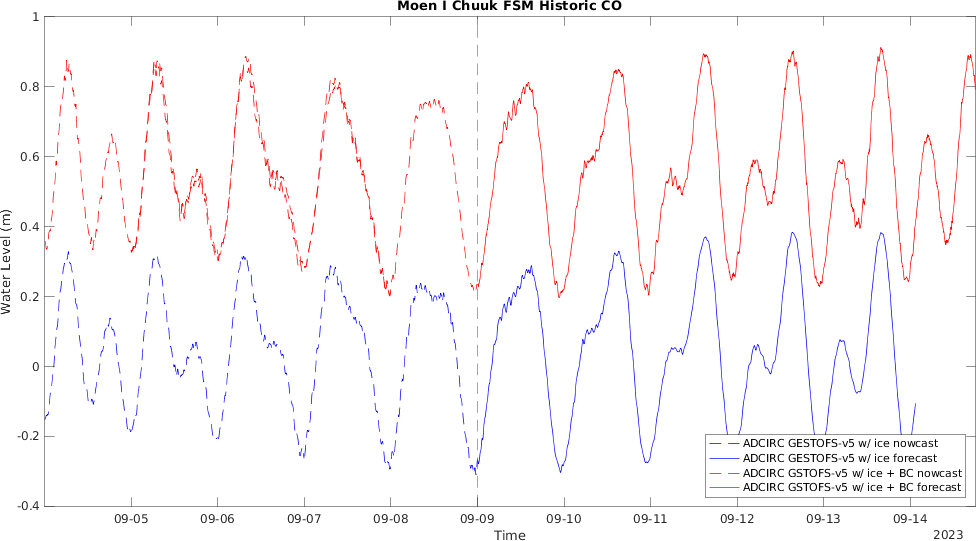 Moen I Chuuk FSM Historic CO
1
0.8
0.6
0.4
0.2
0
-0.2
-0.4
Water Level (m)
ADCIRC GESTOFS-v5 w/ ice nowcast
ADCIRC GESTOFS-v5 w/ ice forecast
ADCIRC GSTOFS-v5 w/ ice + BC nowcast
ADCIRC GSTOFS-v5 w/ ice + BC forecast
09-05 09-06 09-07 09-08 09-09 09-10 09-11 09-12 09-13 09-14
Time
2023